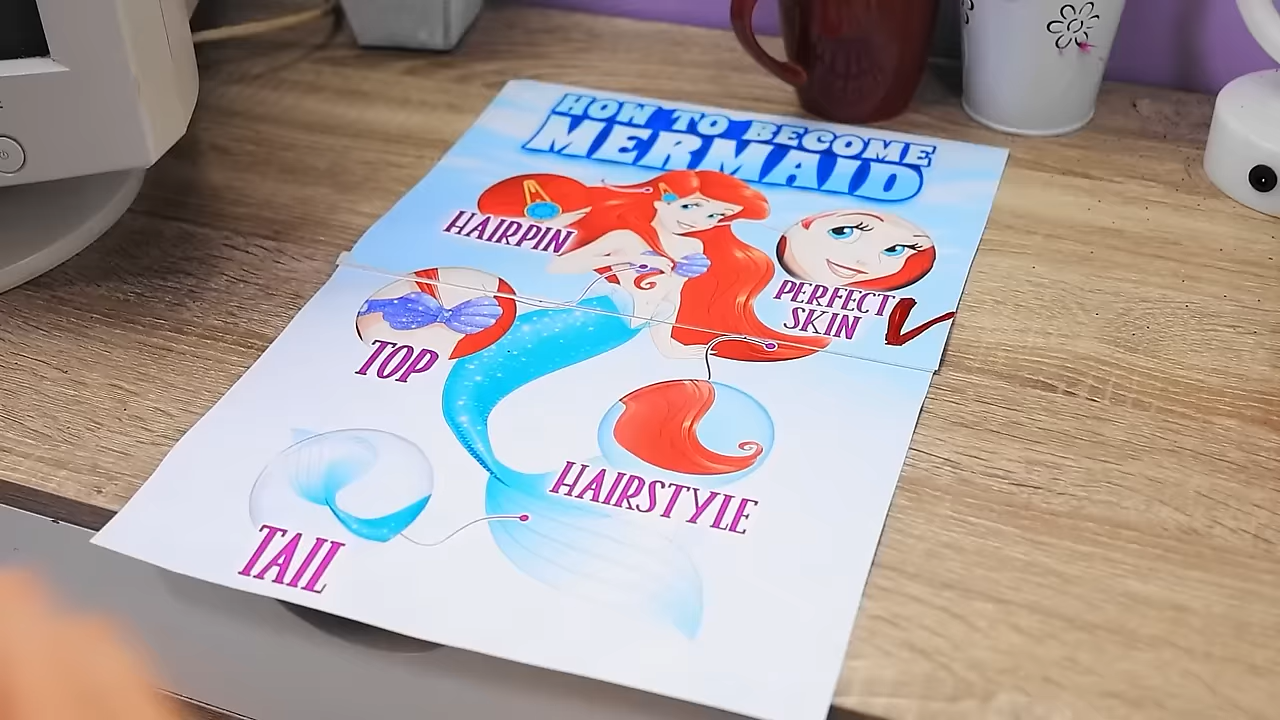 HOW TO BECOME
MERMAID
HAIRPIN
PERFECT
SKIN
TOP
HAIRSTYLE
TAIL